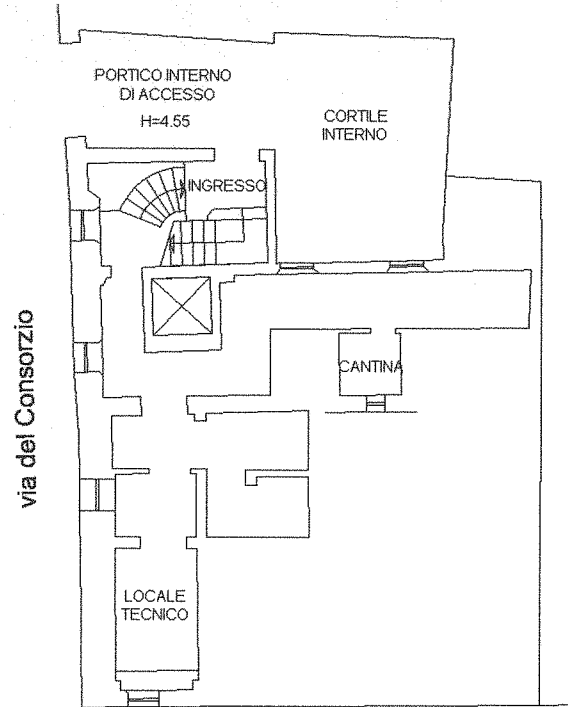 PORTICO INTERNO
DI ACCESSO
H=4.55
CORTILE
INTERNO
INGRESSO
CANTINA
via del Consorzio
LOCALE
TECNICO